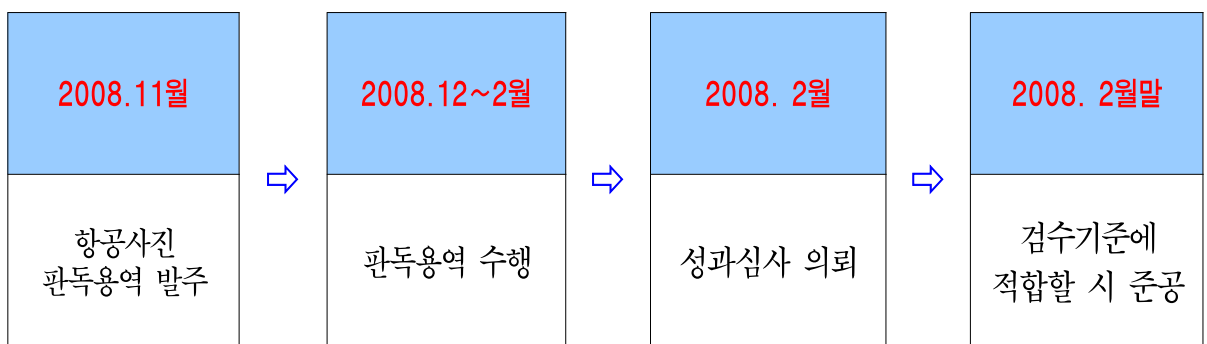 2008.11월
항공사진
판독용역 발주
2008.12~2월
판독용역 수행
2008. 2월
성과심사 의뢰
2008. 2월말
검수기준에
적합할 시 준공